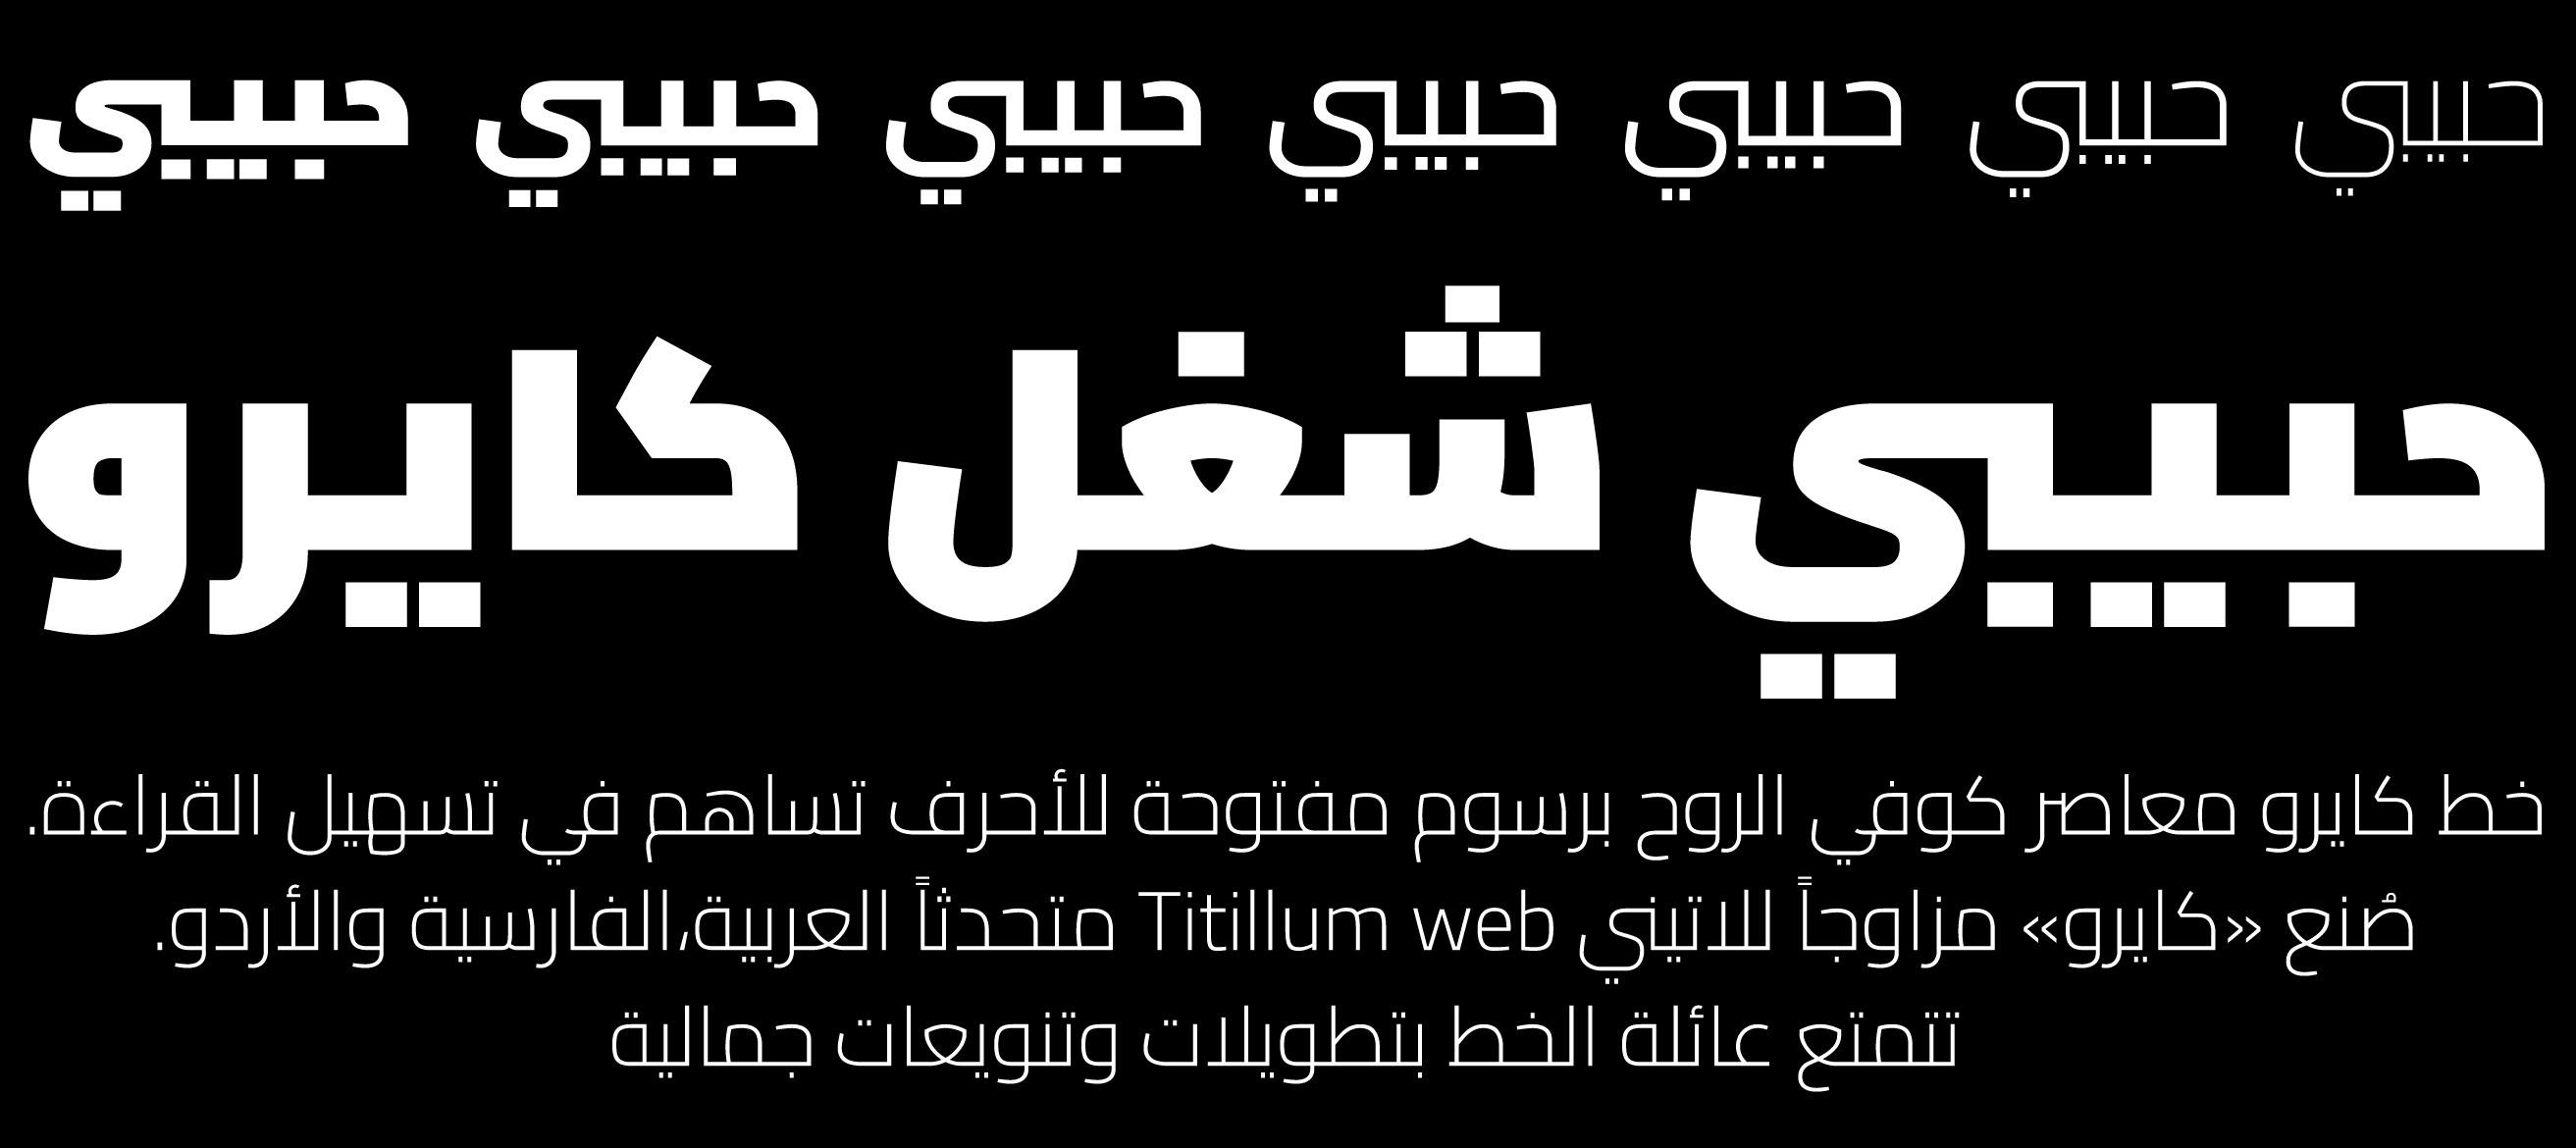 حبيبي حبيبي حبيبي حبيبي حبيبي حبيبي حبيبي
حبيبي شغل كايرو
خط كايرو معاصر كوفي الروح برسوم مفتوحة للأحرف تساهم في تسهيل القراءة.
صُنع «كايرو» مزاوجاً للاتيني Titillum web متحدثاً العربية،الفارسية والأردو.
تتمتع عائلة الخط بتطويلات وتنويعات جمالية